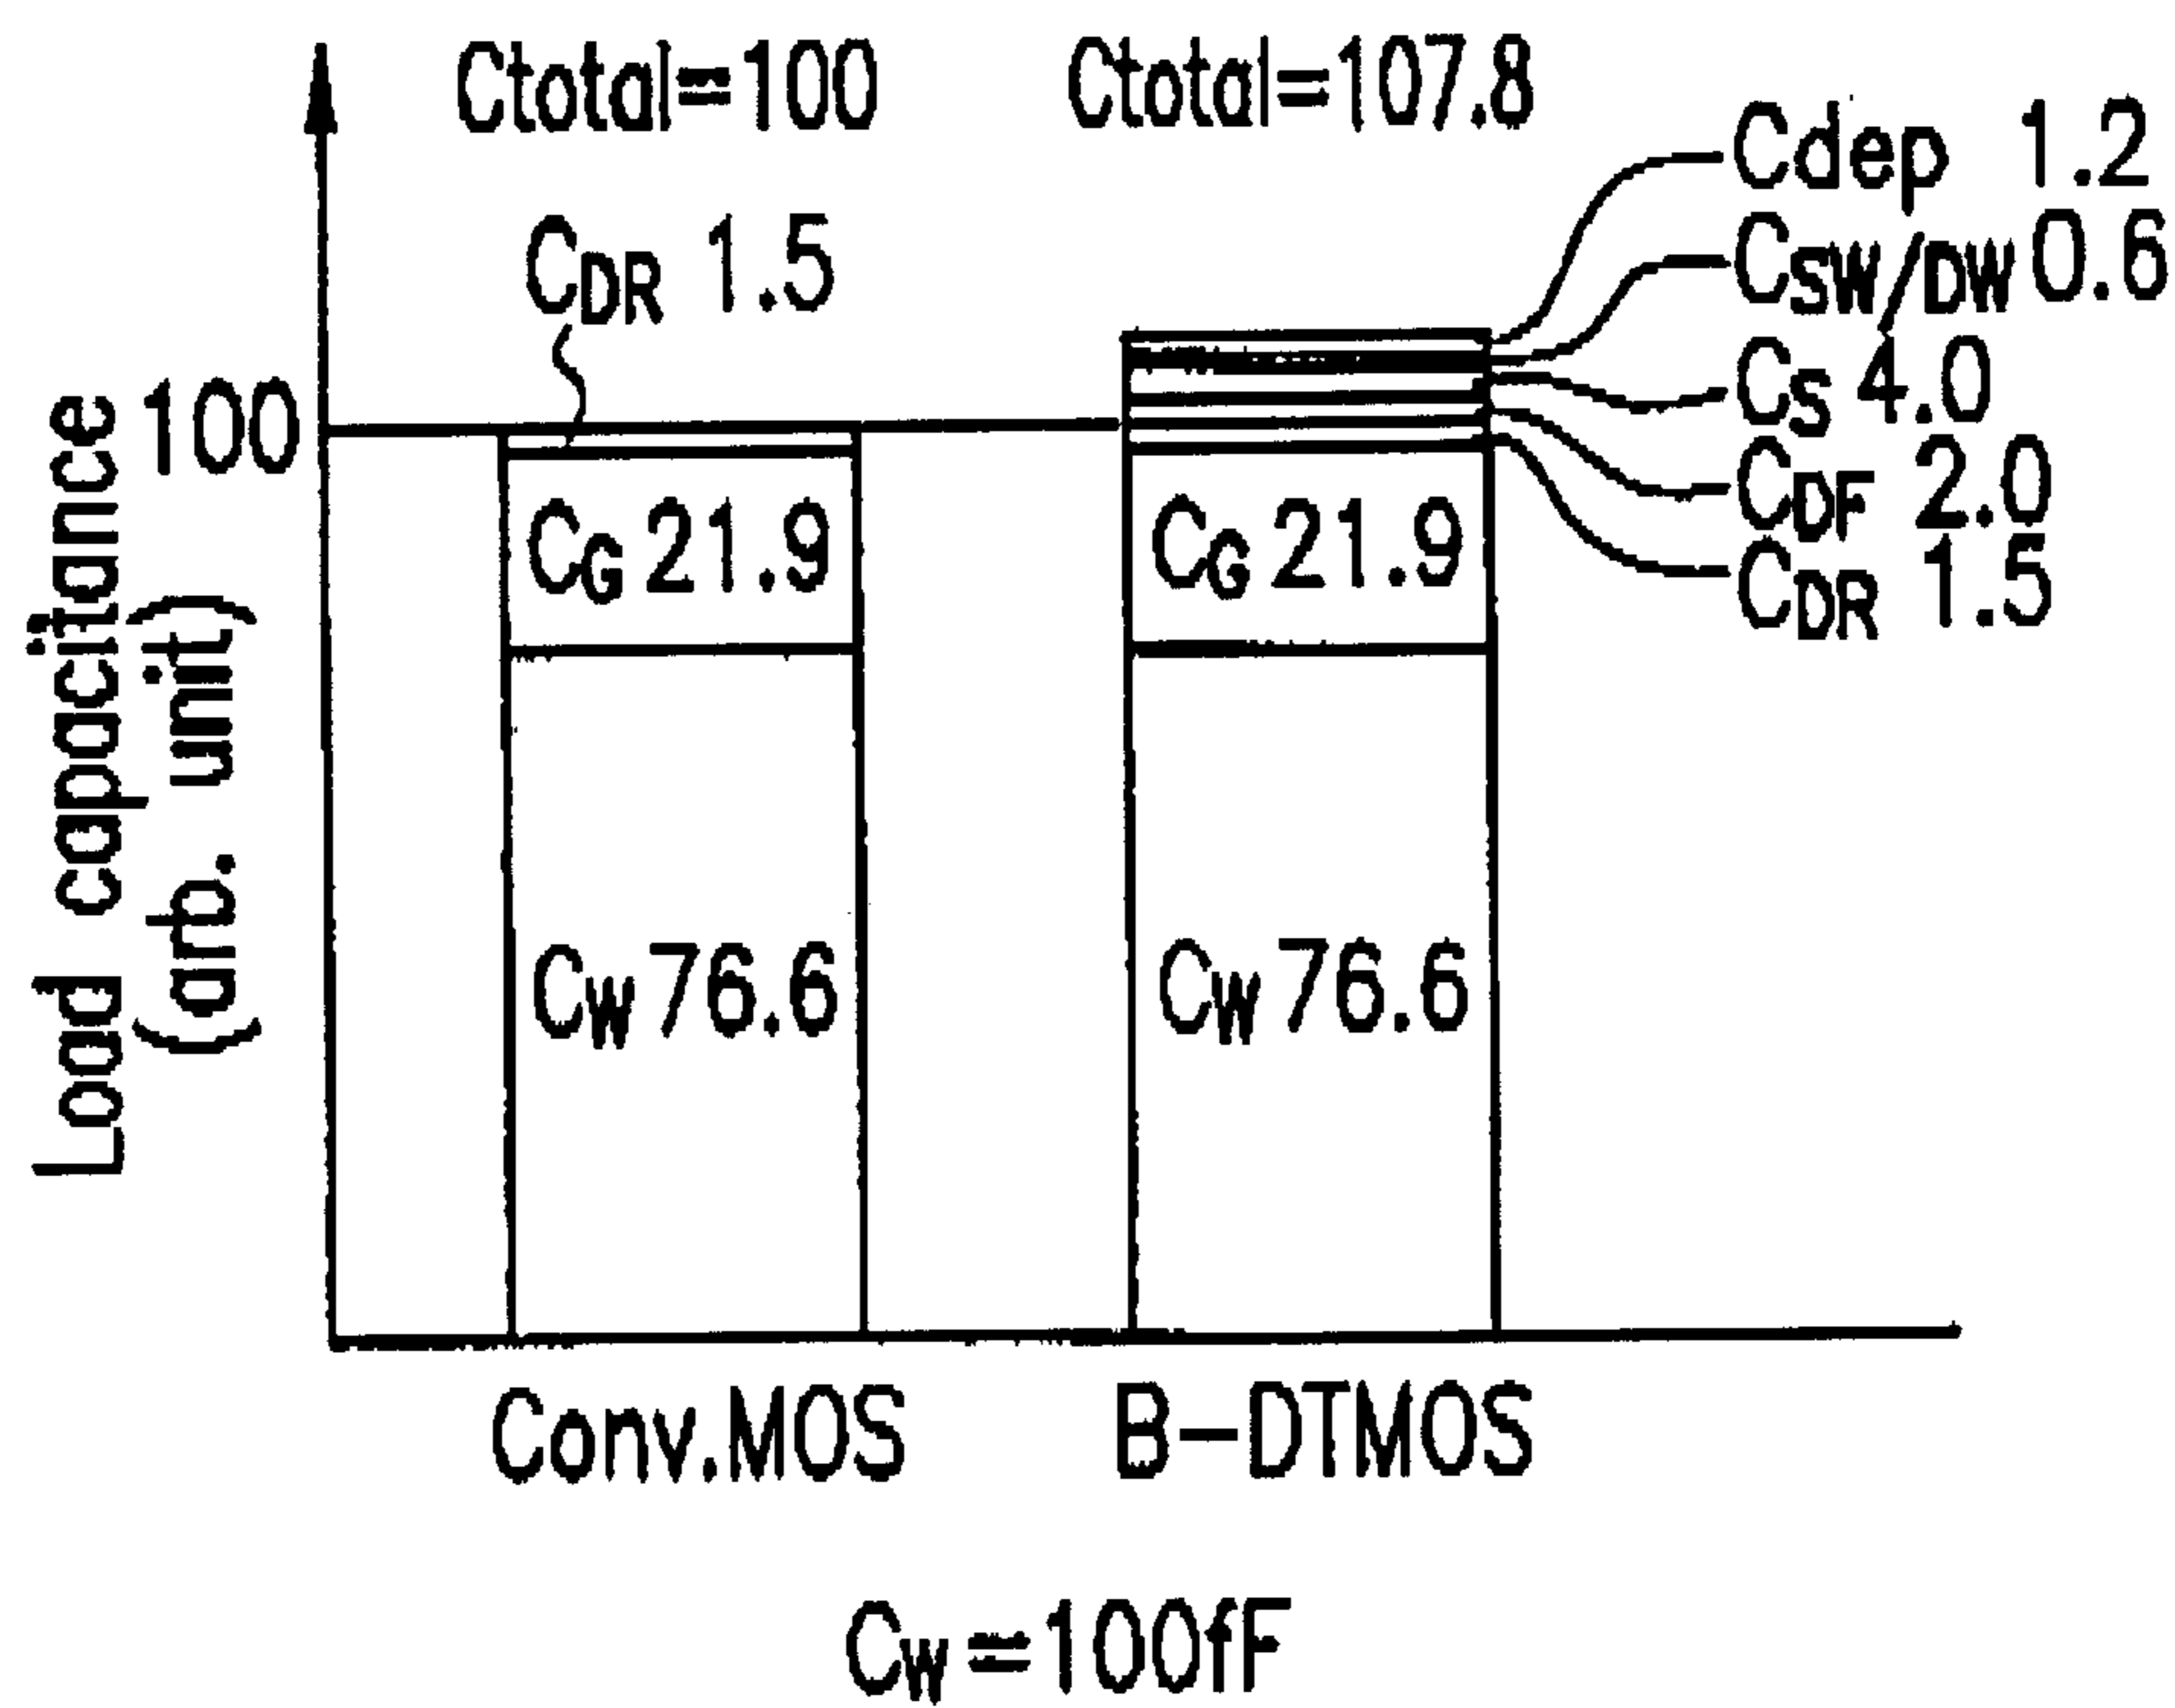 Ctotal=100
Ctotal=107.8
CDR 1.5
Cdep 1.2
CSW/DW 0.6
CS 4.0
CDF 2.0
CDR 1.5
100
Load capacitance
(arb. unit)
CG 21.9
CG 21.9
CW 76.6
CW 76.6
Conv.MOS
B-DTMOS
CW=100fF